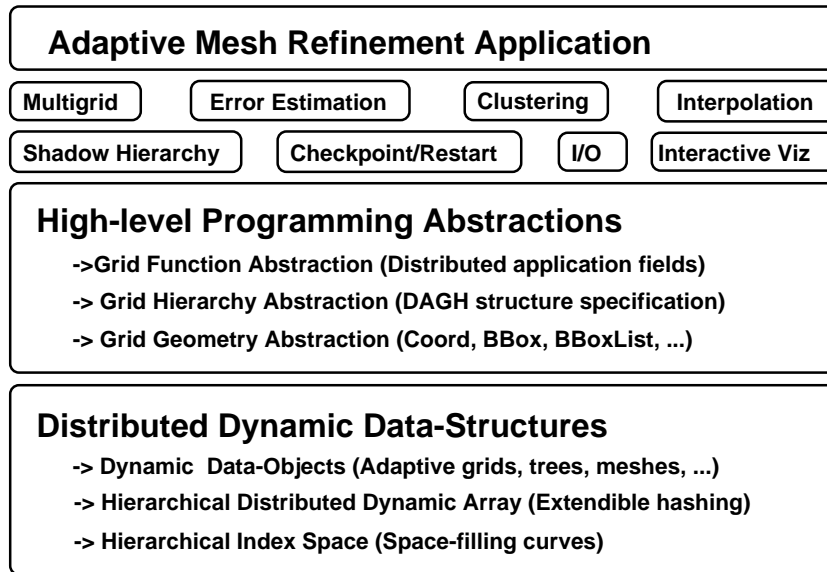 Adaptive Mesh Refinement Application
Multigrid Error Estimation Clustering Interpolation
Shadow Hierarchy Checkpoint/Restart I/O Interactive Viz
High-level Programming Abstractions
->Grid Function Abstraction (Distributed application fields)
-> Grid Hierarchy Abstraction (DAGH structure specification)
-> Grid Geometry Abstraction (Coord, BBox, BBoxList, ...)
Distributed Dynamic Data-Structures
-> Dynamic Data-Objects (Adaptive grids, trees, meshes, ...)
-> Hierarchical Distributed Dynamic Array (Extendible hashing)
-> Hierarchical Index Space (Space-filling curves)